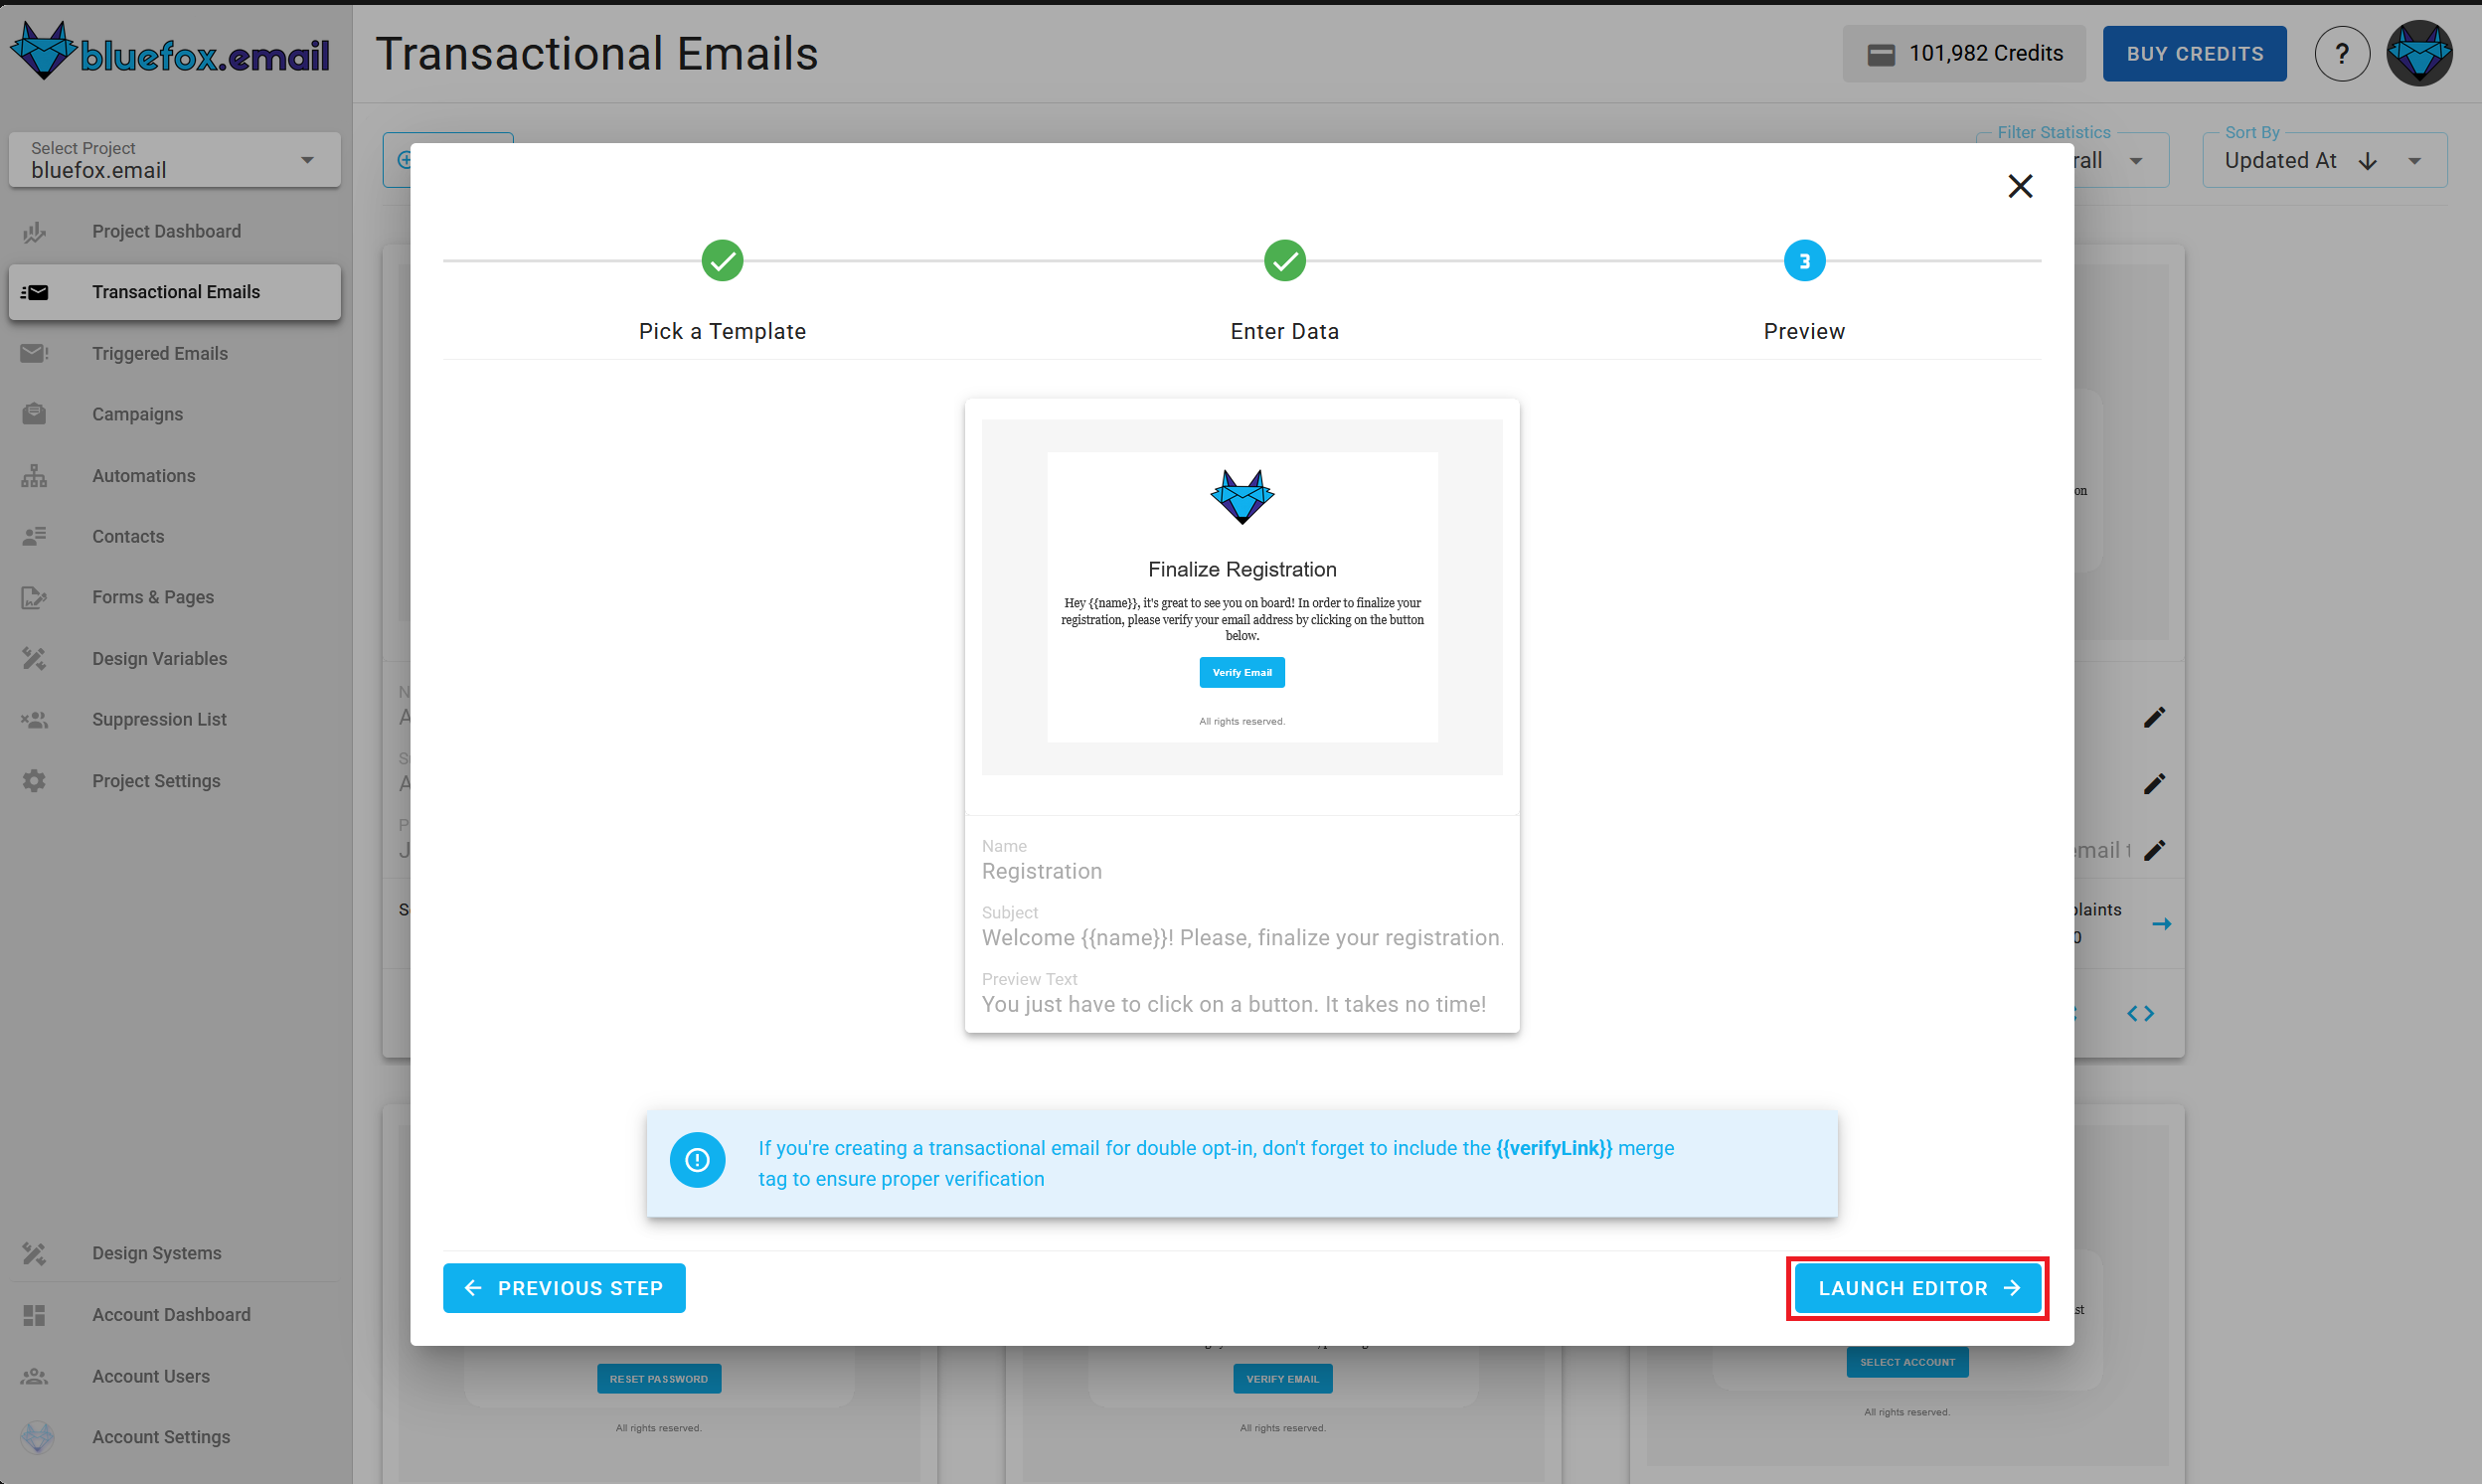 bluefox.email
Transactional Emails
101,982 Credits
BUY CREDITS
?
Select Project
bluefox.email
Filter Statistics
Sort By
Updated At
Project Dashboard
Transactional Emails
Triggered Emails
Campaigns
Automations
Contacts
Forms & Pages
Design Variables
Suppression List
Project Settings
Design Systems
Account Dashboard
Account Users
Account Settings
3
Pick a Template
Enter Data
Preview
Finalize Registration
Hey {{name}}, it's great to see you on board! In order to finalize your
registration, please verify your email address by clicking on the button
below.
Verify Email
All rights reserved.
Name
Registration
Subject
Welcome {{name}}! Please, finalize your registration.
Preview Text
You just have to click on a button. It takes no time!
If you're creating a transactional email for double opt-in, don't forget to include the {{verifyLink}} merge
tag to ensure proper verification
PREVIOUS STEP
LAUNCH EDITOR
on
email
0
RESET PASSWORD
VERIFY EMAIL
SELECT ACCOUNT
All rights reserved.
All rights reserved.
All rights reserved.